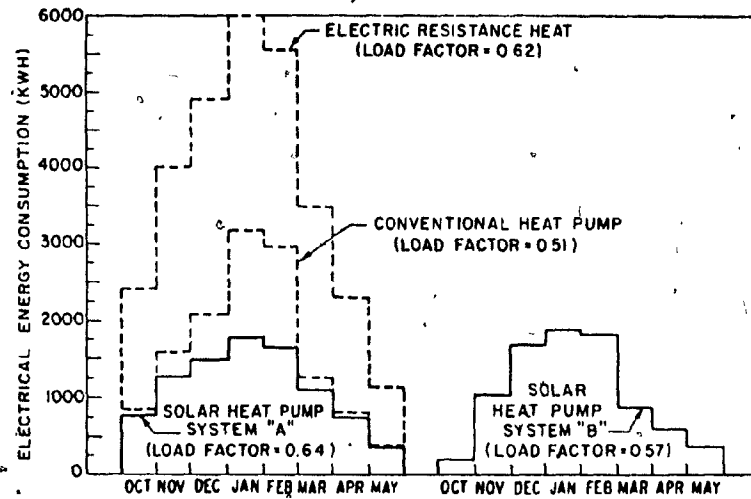 ELECTRICAL ENERGY CONSUMPTION (KWH)
6000
5000
4000
3000
2000
1000
0
ELECTRIC RESISTANCE HEAT
(LOAD FACTOR = 0 62)
CONVENTIONAL HEAT PUMP
(LOAD FACTOR = 0.51)
SOLAR HEAT PUMP
SYSTEM "A"
(LOAD FACTOR = 0.64)
SOLAR
HEAT PUMP
SYSTEM "B"
(LOAD FACTOR = 0.57)
OCT NOV DEC JAN FEB MAR APR MAY
OCT NOV DEC JAN FEB MAR APR MAY